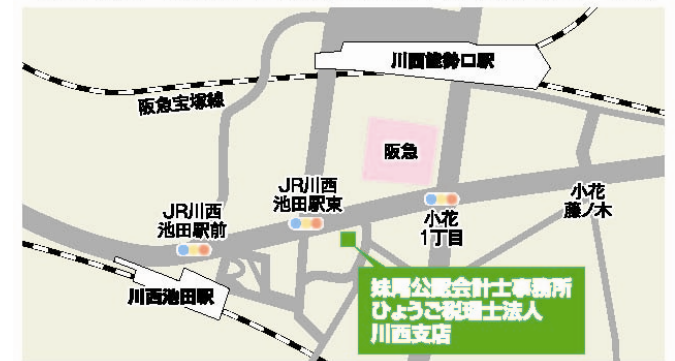 川西能勢口駅
阪急宝塚線
阪急
JR川西
池田駅東
JR川西
池田駅前
小花
1丁目
小花
藤ノ木
川西池田駅
妹尾公認会計士事務所
ひょうご税理士法人
川西支店